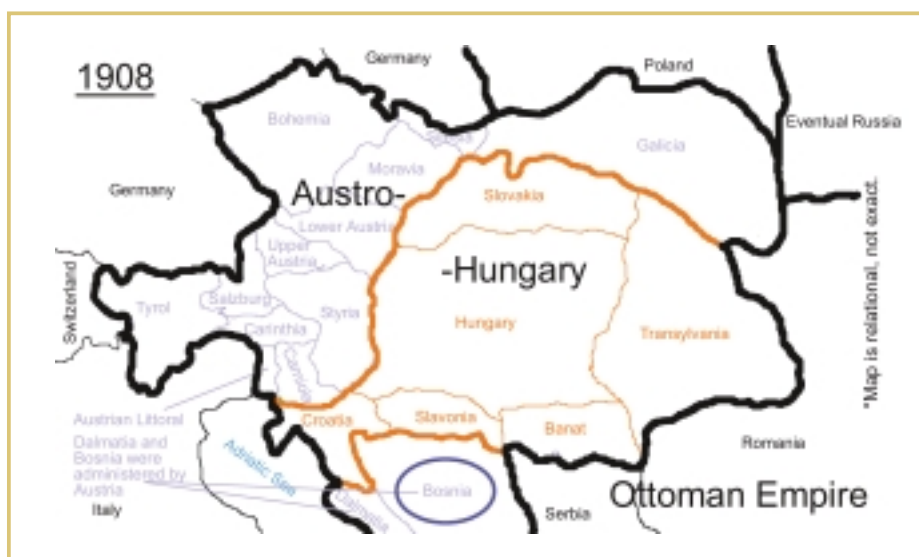 1908
Germany
Poland
Eventual Russia
Bohemia
Silesia
Galicia
Moravia
Germany
Austro-
Slovakia
Lower Austria
Upper
Austria
-Hungary
Switzerland
Tyrol
Salzburg
Styria
Hungary
Transylvania
Carinthia
Carniola
*Map is relational, not exact.
Austrian Littoral
Croatia
Slavonia
Banat
Dalmatia and
Bosnia were
administered by
Austria
Adriatic Sea
Romania
Italy
Dalmatia
Bosnia
Serbia
Ottoman Empire